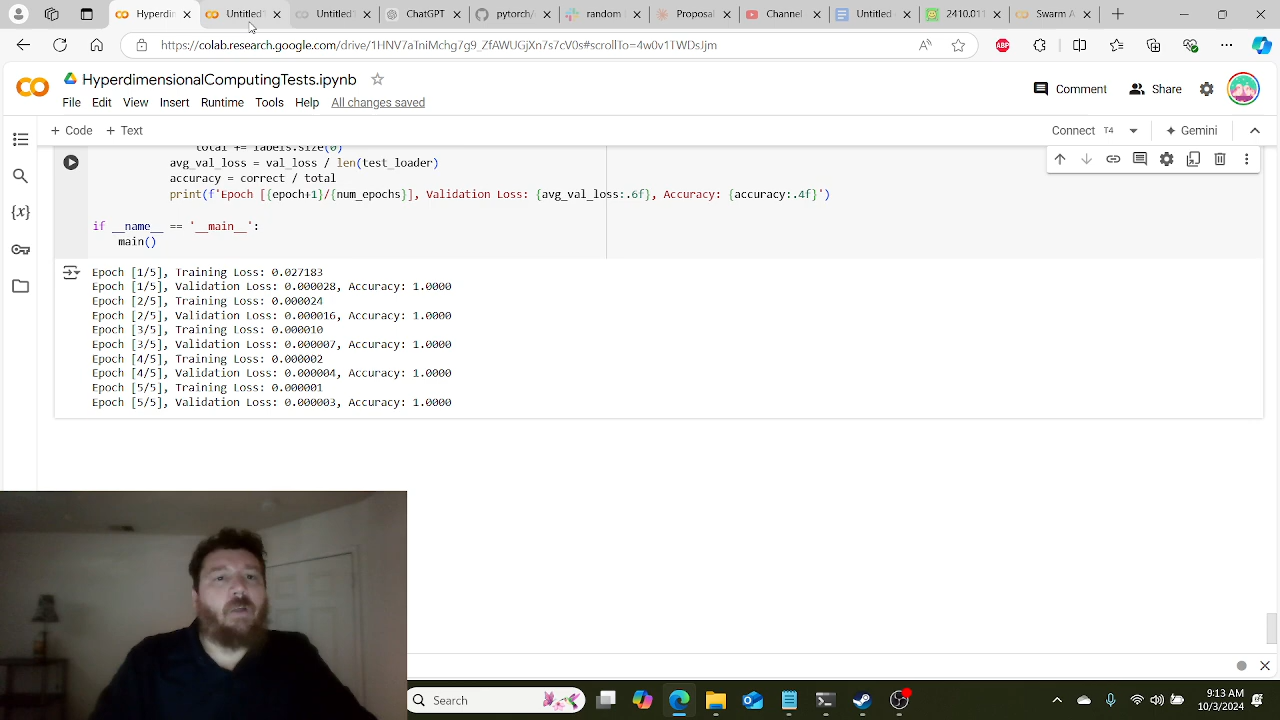 Hyperdir
Untitled
Untitled
ChatGPT
pytorch/
random
Proposal
Channel
Untitled
2410.011
Swarm A
https://colab.research.google.com/drive/1HNV7aTniMchg7g9_ZfAWUGjXn7s7cV0s#scrollTo=4w0v1TWDsJjm
HyperdimensionalComputingTests.ipynb
File Edit View Insert Runtime Tools Help All changes saved
Comment Share
+ Code + Text
Connect T4 Gemini
total += labels.size(0)
avg_val_loss = val_loss / len(test_loader)
accuracy = correct / total
print(f'Epoch [{epoch+1}/{num_epochs}], Validation Loss: {avg_val_loss:.6f}, Accuracy: {accuracy:.4f}')
if __name__ == '__main__':
main()
Epoch [1/5], Training Loss: 0.027183
Epoch [1/5], Validation Loss: 0.000028, Accuracy: 1.0000
Epoch [2/5], Training Loss: 0.000024
Epoch [2/5], Validation Loss: 0.000016, Accuracy: 1.0000
Epoch [3/5], Training Loss: 0.000010
Epoch [3/5], Validation Loss: 0.000007, Accuracy: 1.0000
Epoch [4/5], Training Loss: 0.000002
Epoch [4/5], Validation Loss: 0.000004, Accuracy: 1.0000
Epoch [5/5], Training Loss: 0.000001
Epoch [5/5], Validation Loss: 0.000003, Accuracy: 1.0000
Search
9:13 AM
10/3/2024